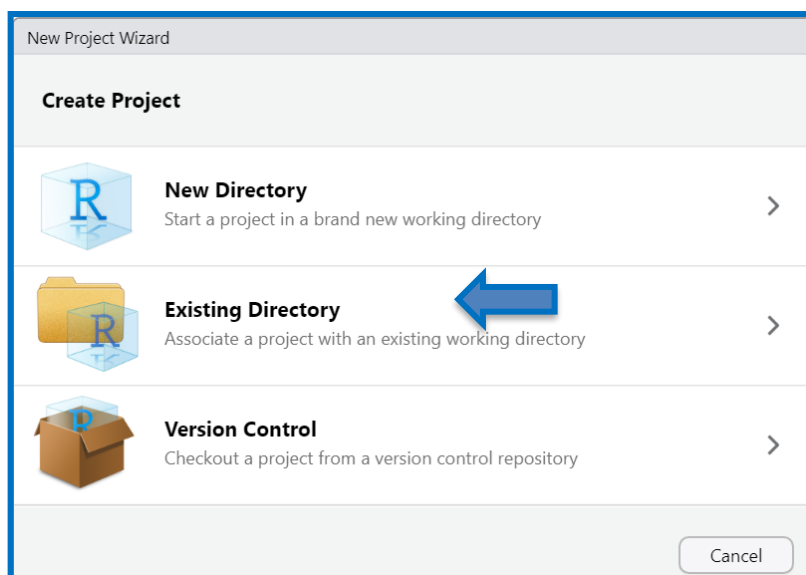 New Project Wizard
Create Project
R
New Directory
Start a project in a brand new working directory
R
Existing Directory
Associate a project with an existing working directory
R
Version Control
Checkout a project from a version control repository
Cancel